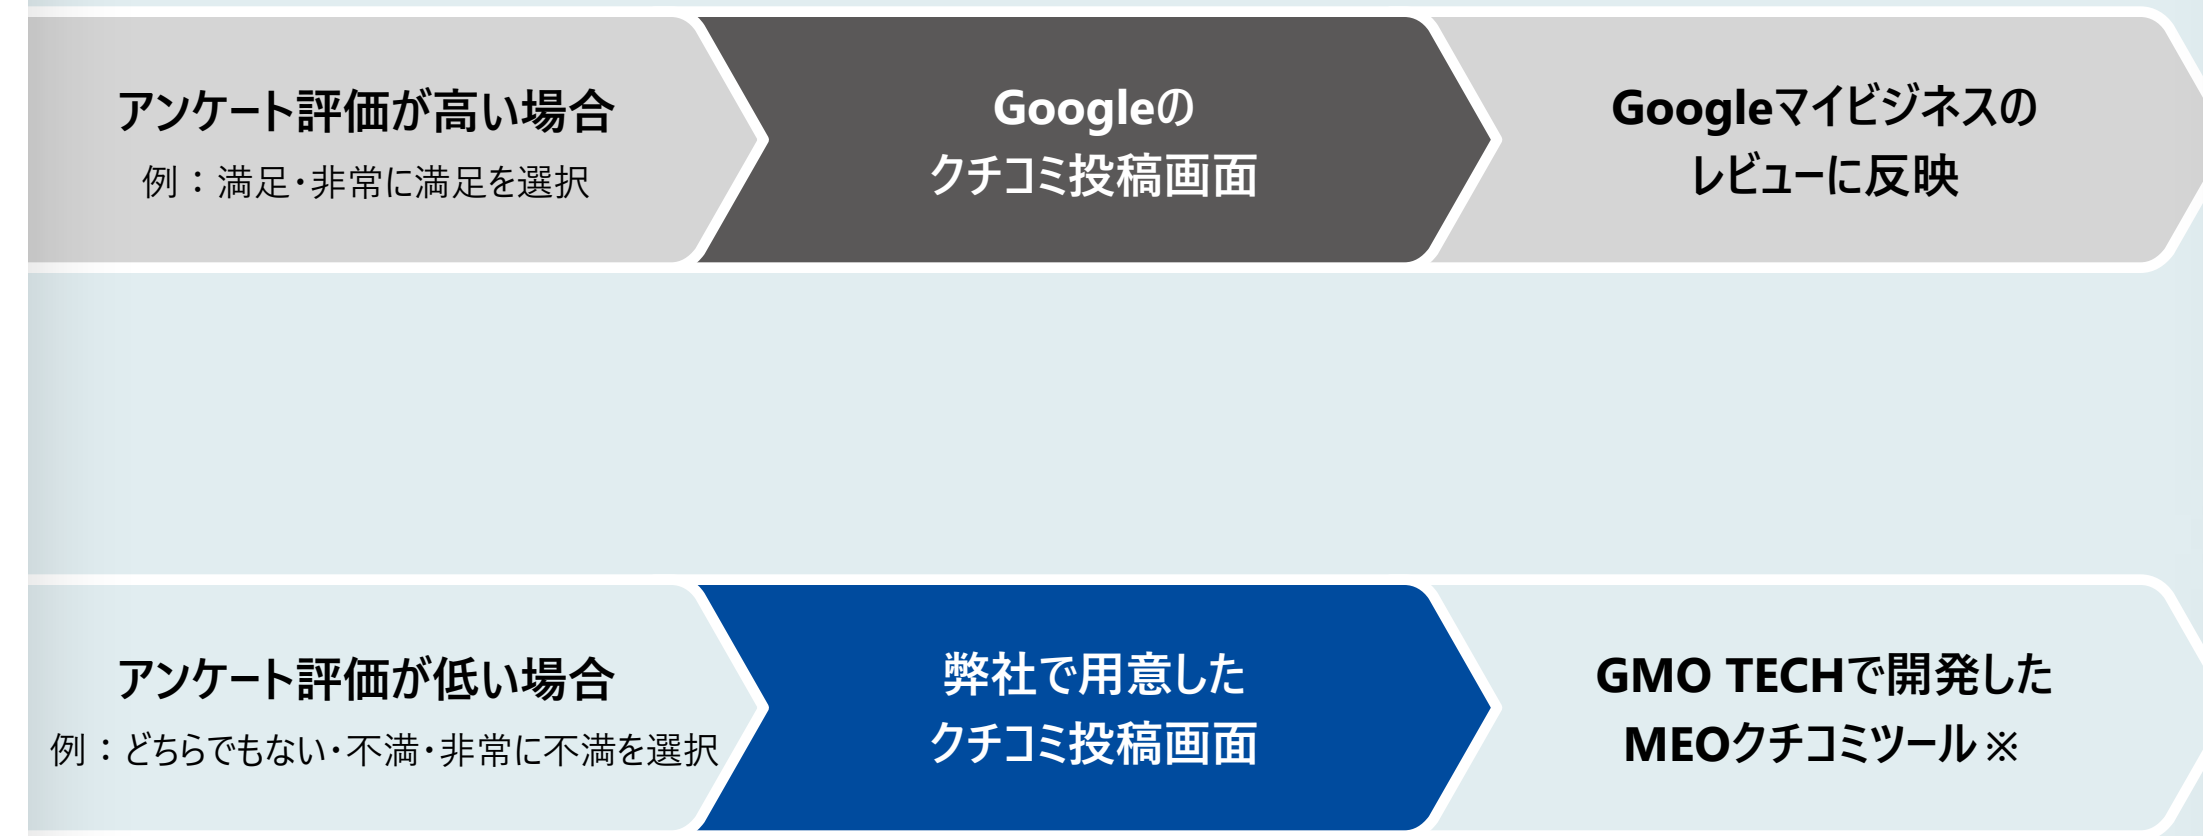 アンケート評価が高い場合
例：満足・非常に満足を選択
Googleの
クチコミ投稿画面
Googleマイビジネスの
レビューに反映
アンケート評価が低い場合
例：どちらでもない・不満・非常に不満を選択
弊社で用意した
クチコミ投稿画面
GMO TECHで開発した
MEOクチコミツール※